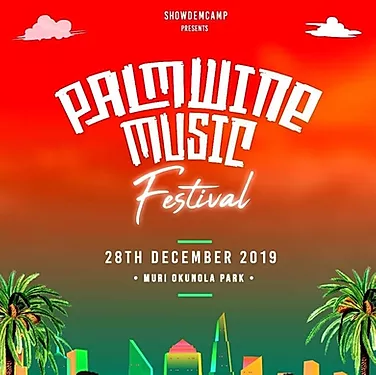 SHOWDEMCAMP
PRESENTS
PALMWINE
MUSIC
Festival
28TH DECEMBER 2019
• MURI OKUNOLA PARK •